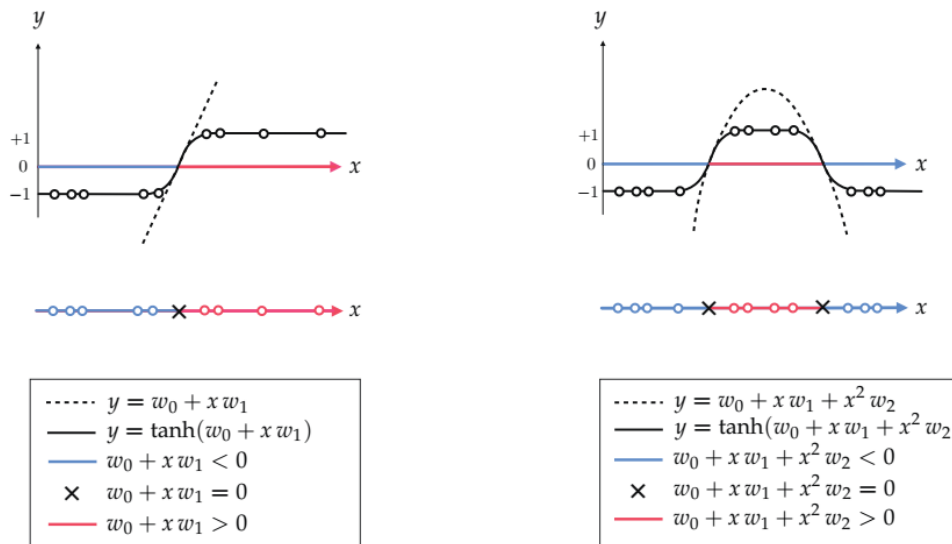 y
+1
0
−1
x
x
y = w₀ + x w₁
y = tanh(w₀ + x w₁)
w₀ + x w₁ < 0
× w₀ + x w₁ = 0
w₀ + x w₁ > 0
y
+1
0
−1
x
x
y = w₀ + x w₁ + x² w₂
y = tanh(w₀ + x w₁ + x² w₂
w₀ + x w₁ + x² w₂ < 0
× w₀ + x w₁ + x² w₂ = 0
w₀ + x w₁ + x² w₂ > 0